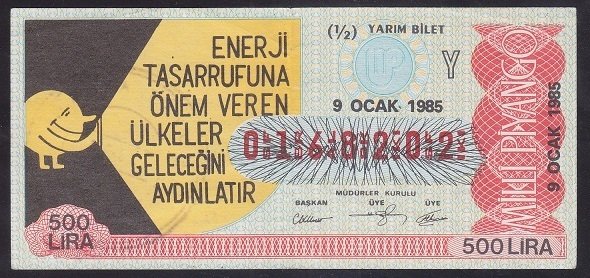 ENERJİ
TASARRUFUNA
ÖNEM VEREN
ÜLKELER
GELECEĞİNİ
AYDINLATIR
500
LİRA
(½) YARIM BİLET
Y
9 OCAK 1985
0168202
MÜDÜRLER KURULU
BAŞKAN ÜYE ÜYE
MİLLİ PİYANGO
9 OCAK 1985
500 LİRA